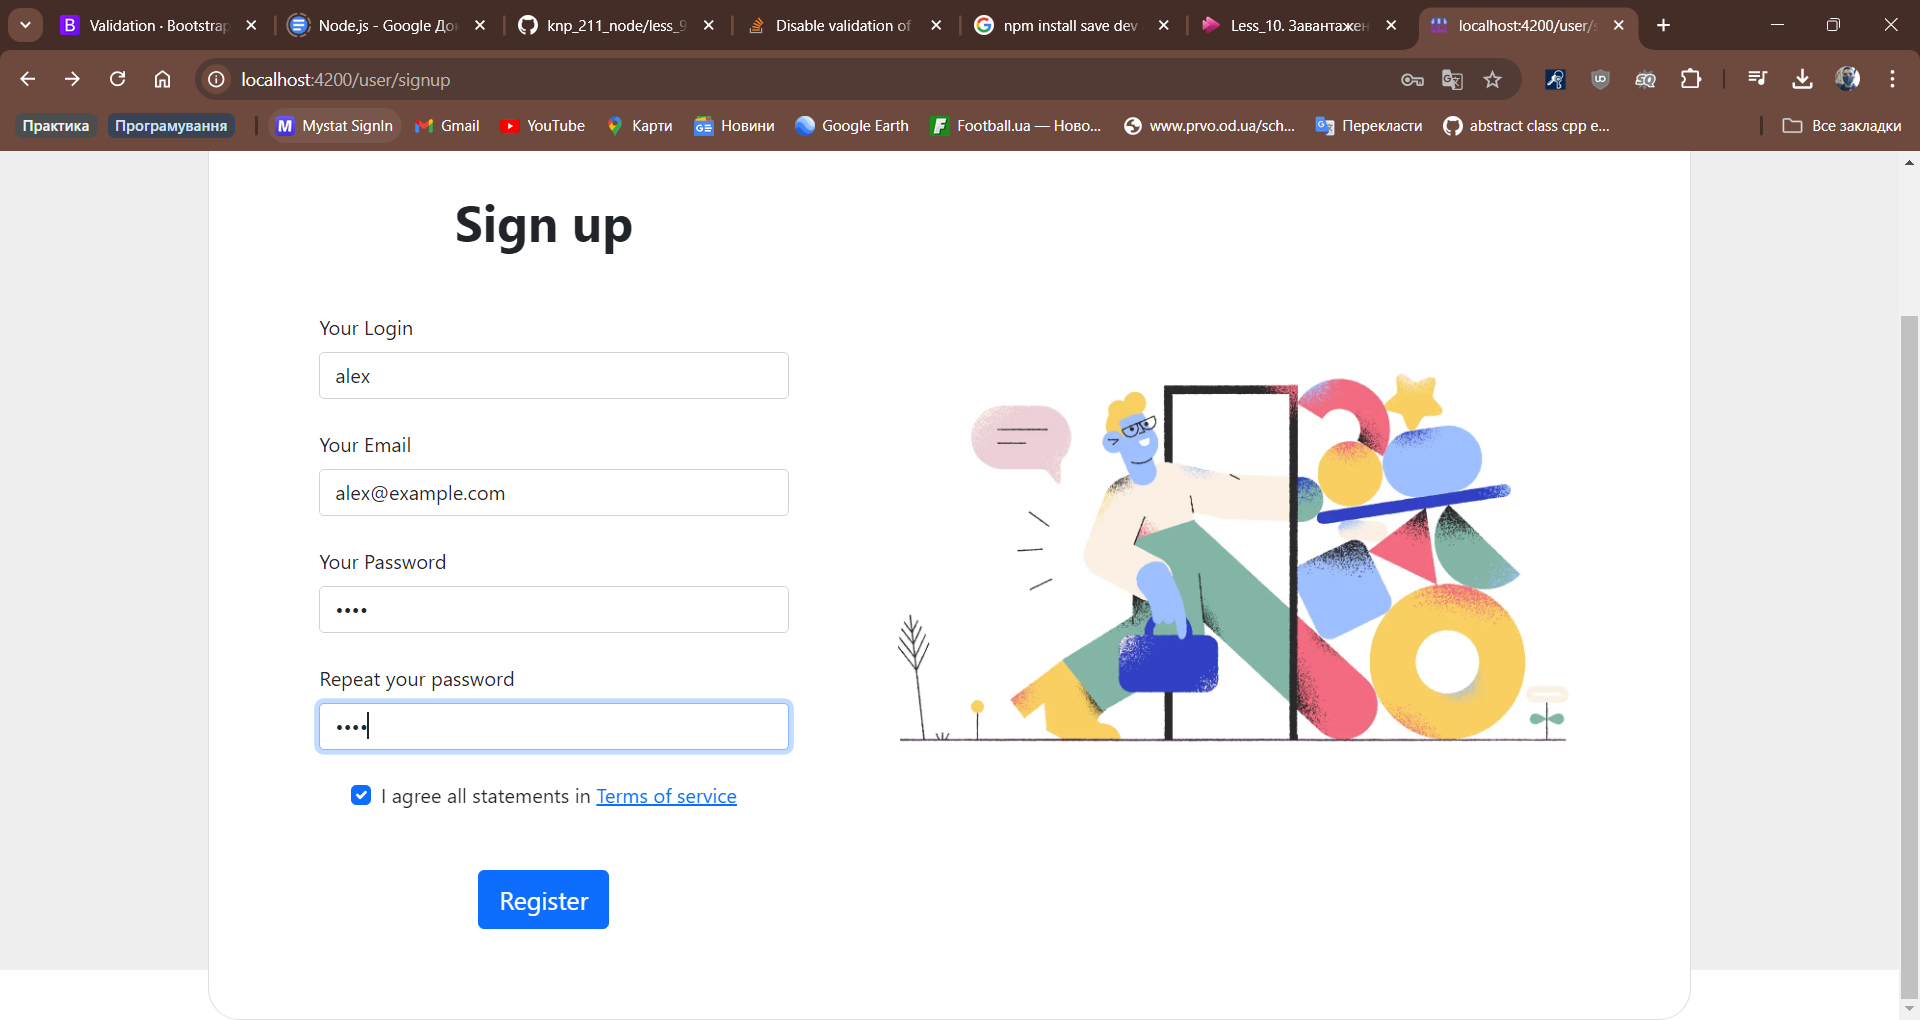 Validation · Bootstrap
Node.js - Google До
knp_211_node/less_9
Disable validation of
npm install save dev
Less_10. Завантажен
localhost:4200/user/s
localhost:4200/user/signup
Практика
Програмування
Mystat SignIn
Gmail
YouTube
Карти
Новини
Google Earth
Football.ua — Ново...
www.prvo.od.ua/sch...
Перекласти
abstract class cpp e...
Все закладки
Sign up
Your Login
alex
Your Email
alex@example.com
Your Password
••••
Repeat your password
••••
I agree all statements in Terms of service
Register